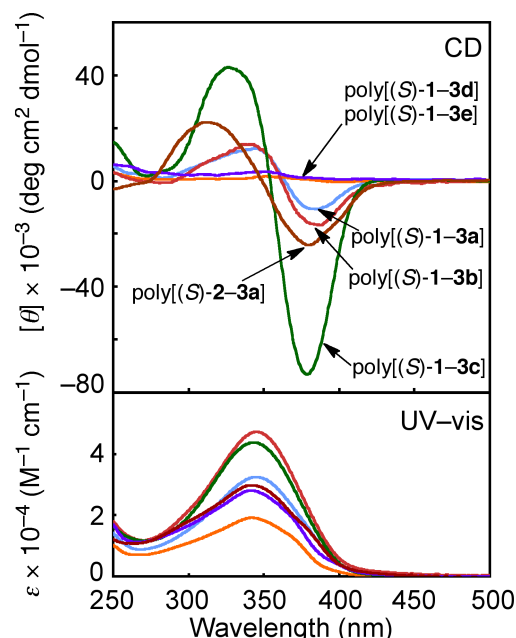 CD
poly[(S)-1–3d]
poly[(S)-1–3e]
40
0
−40
−80
[θ] × 10⁻³ (deg cm² dmol⁻¹)
poly[(S)-1–3a]
poly[(S)-1–3b]
poly[(S)-2–3a]
poly[(S)-1–3c]
UV–vis
4
2
0
ε × 10⁻⁴ (M⁻¹ cm⁻¹)
250 300 350 400 450 500
Wavelength (nm)